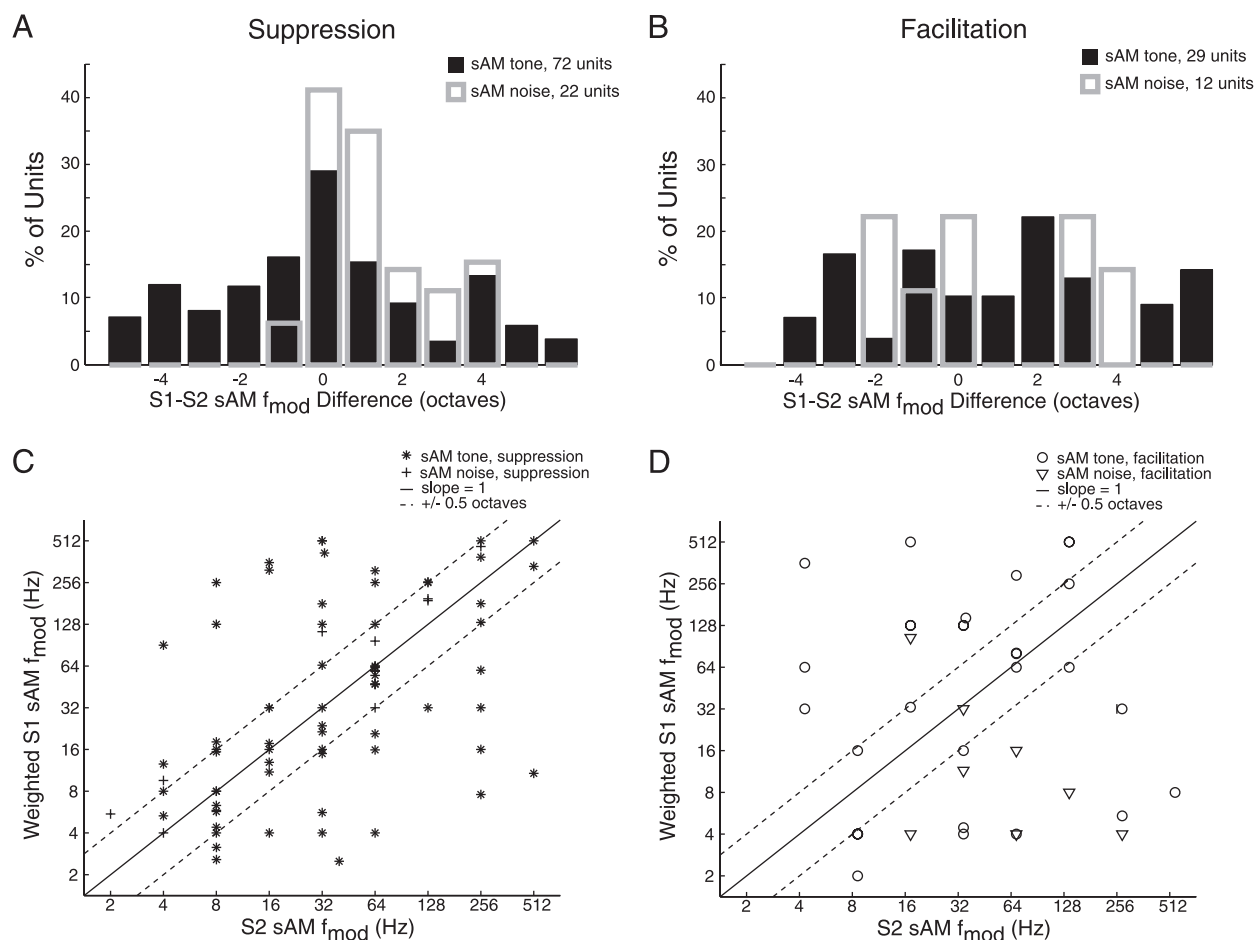 A
Suppression
sAM tone, 72 units
sAM noise, 22 units
% of Units
40
30
20
10
0
-4 -2 0 2 4
S1-S2 sAM fmod Difference (octaves)
B
Facilitation
sAM tone, 29 units
sAM noise, 12 units
% of Units
40
30
20
10
0
-4 -2 0 2 4
S1-S2 sAM fmod Difference (octaves)
C
sAM tone, suppression
sAM noise, suppression
slope = 1
+/- 0.5 octaves
Weighted S1 sAM fmod (Hz)
512
256
128
64
32
16
8
4
2
2 4 8 16 32 64 128 256 512
S2 sAM fmod (Hz)
D
sAM tone, facilitation
sAM noise, facilitation
slope = 1
+/- 0.5 octaves
Weighted S1 sAM fmod (Hz)
512
256
128
64
32
16
8
4
2
2 4 8 16 32 64 128 256 512
S2 sAM fmod (Hz)